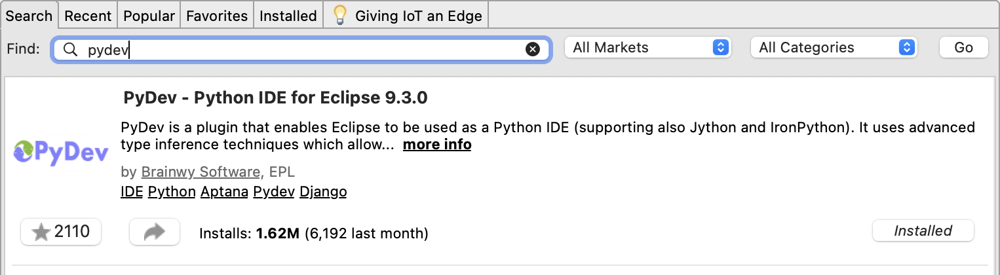 Search Recent Popular Favorites Installed Giving IoT an Edge
Find: pydev All Markets All Categories Go
PyDev - Python IDE for Eclipse 9.3.0
PyDev is a plugin that enables Eclipse to be used as a Python IDE (supporting also Jython and IronPython). It uses advanced
type inference techniques which allow... more info
PyDev
by Brainwy Software, EPL
IDE Python Aptana Pydev Django
2110 Installs: 1.62M (6,192 last month) Installed